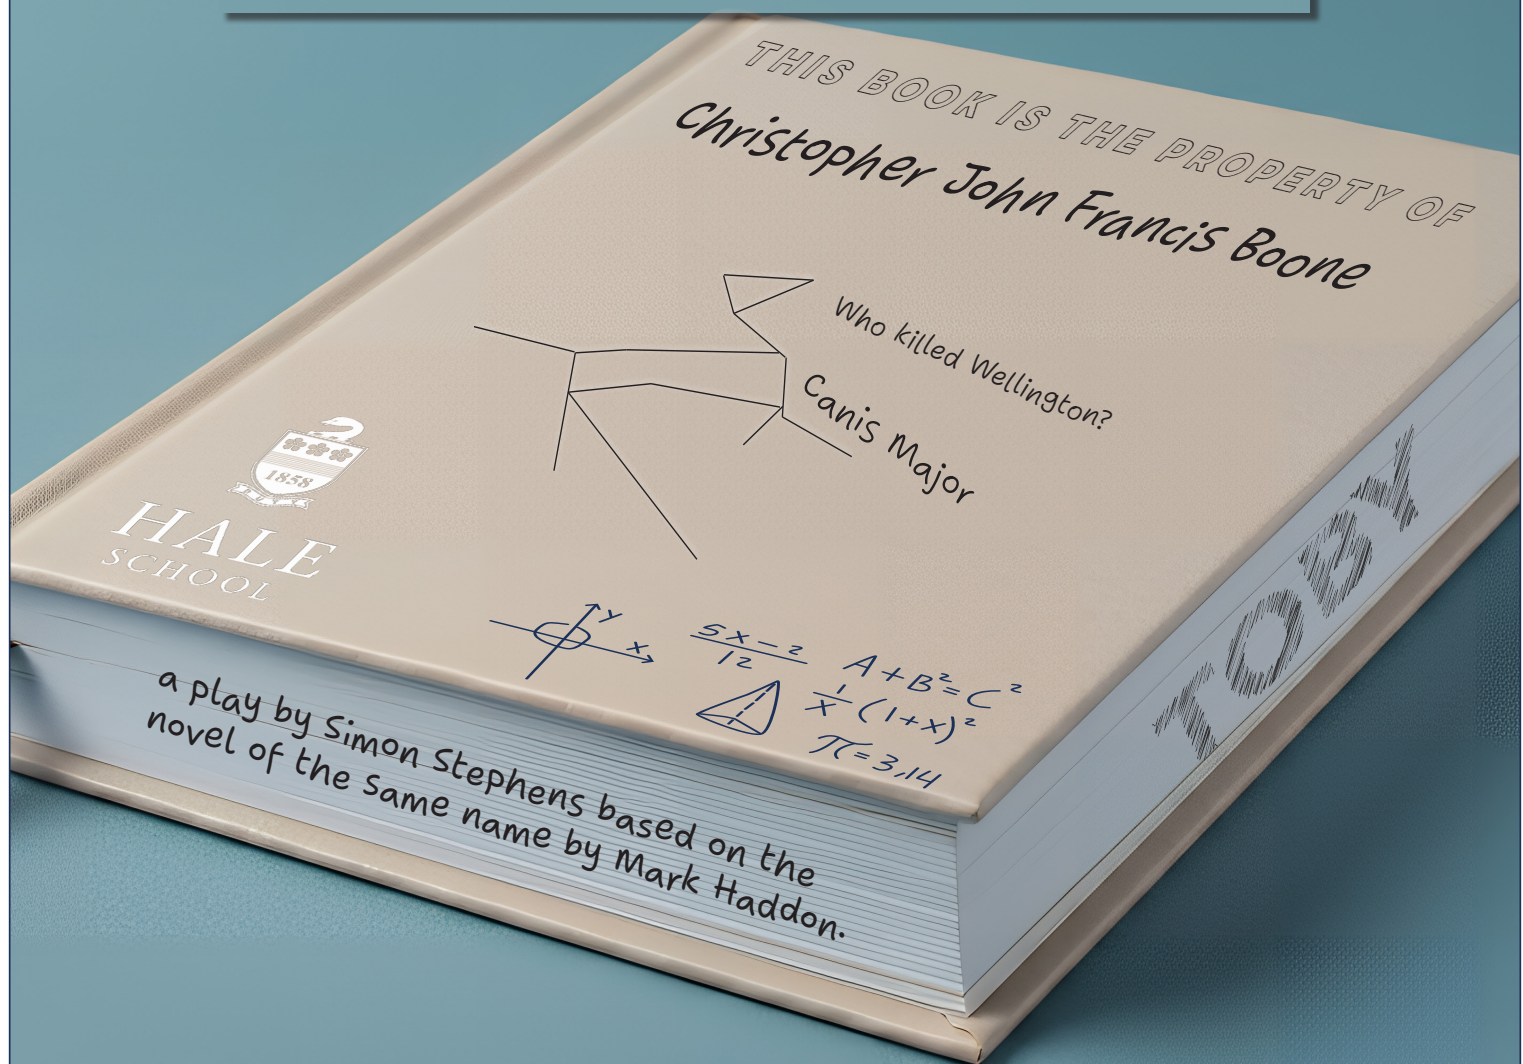 THIS BOOK IS THE PROPERTY OF
Christopher John Francis Boone
Who killed Wellington?
Canis Major
1858
HALE
SCHOOL
y
x
5x-2
12
A+B²=C²
1
x (1+x)²
π=3,14
TOBY
a play by Simon Stephens based on the
novel of the same name by Mark Haddon.